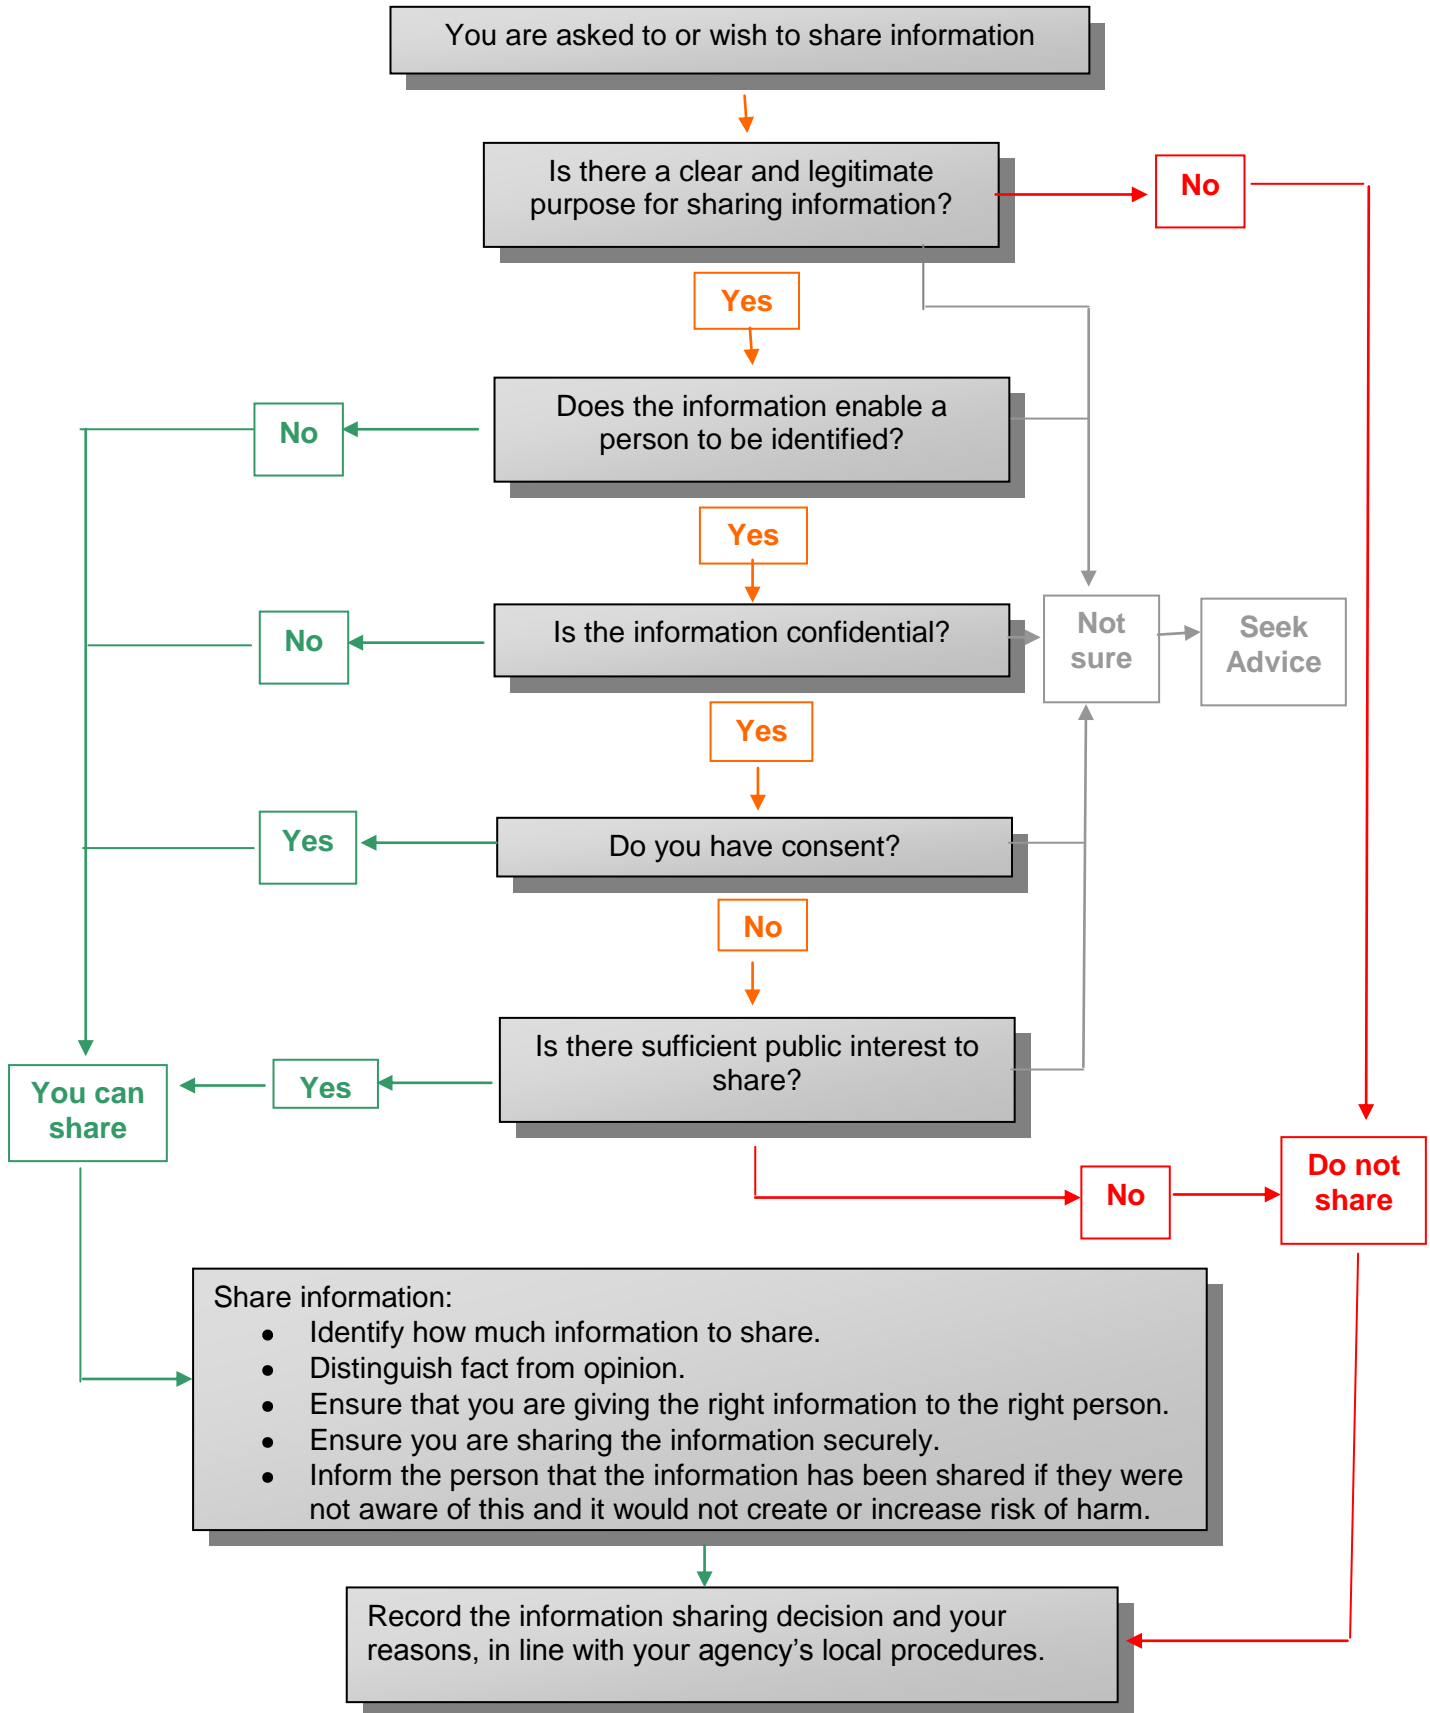 You are asked to or wish to share information
Is there a clear and legitimate
purpose for sharing information?
No
Yes
Does the information enable a
person to be identified?
No
Yes
Is the information confidential?
No
Not
sure
Seek
Advice
Yes
Do you have consent?
Yes
No
Is there sufficient public interest to
share?
Yes
You can
share
No
Do not
share
Share information:
• Identify how much information to share.
• Distinguish fact from opinion.
• Ensure that you are giving the right information to the right person.
• Ensure you are sharing the information securely.
• Inform the person that the information has been shared if they were
not aware of this and it would not create or increase risk of harm.
Record the information sharing decision and your
reasons, in line with your agency’s local procedures.